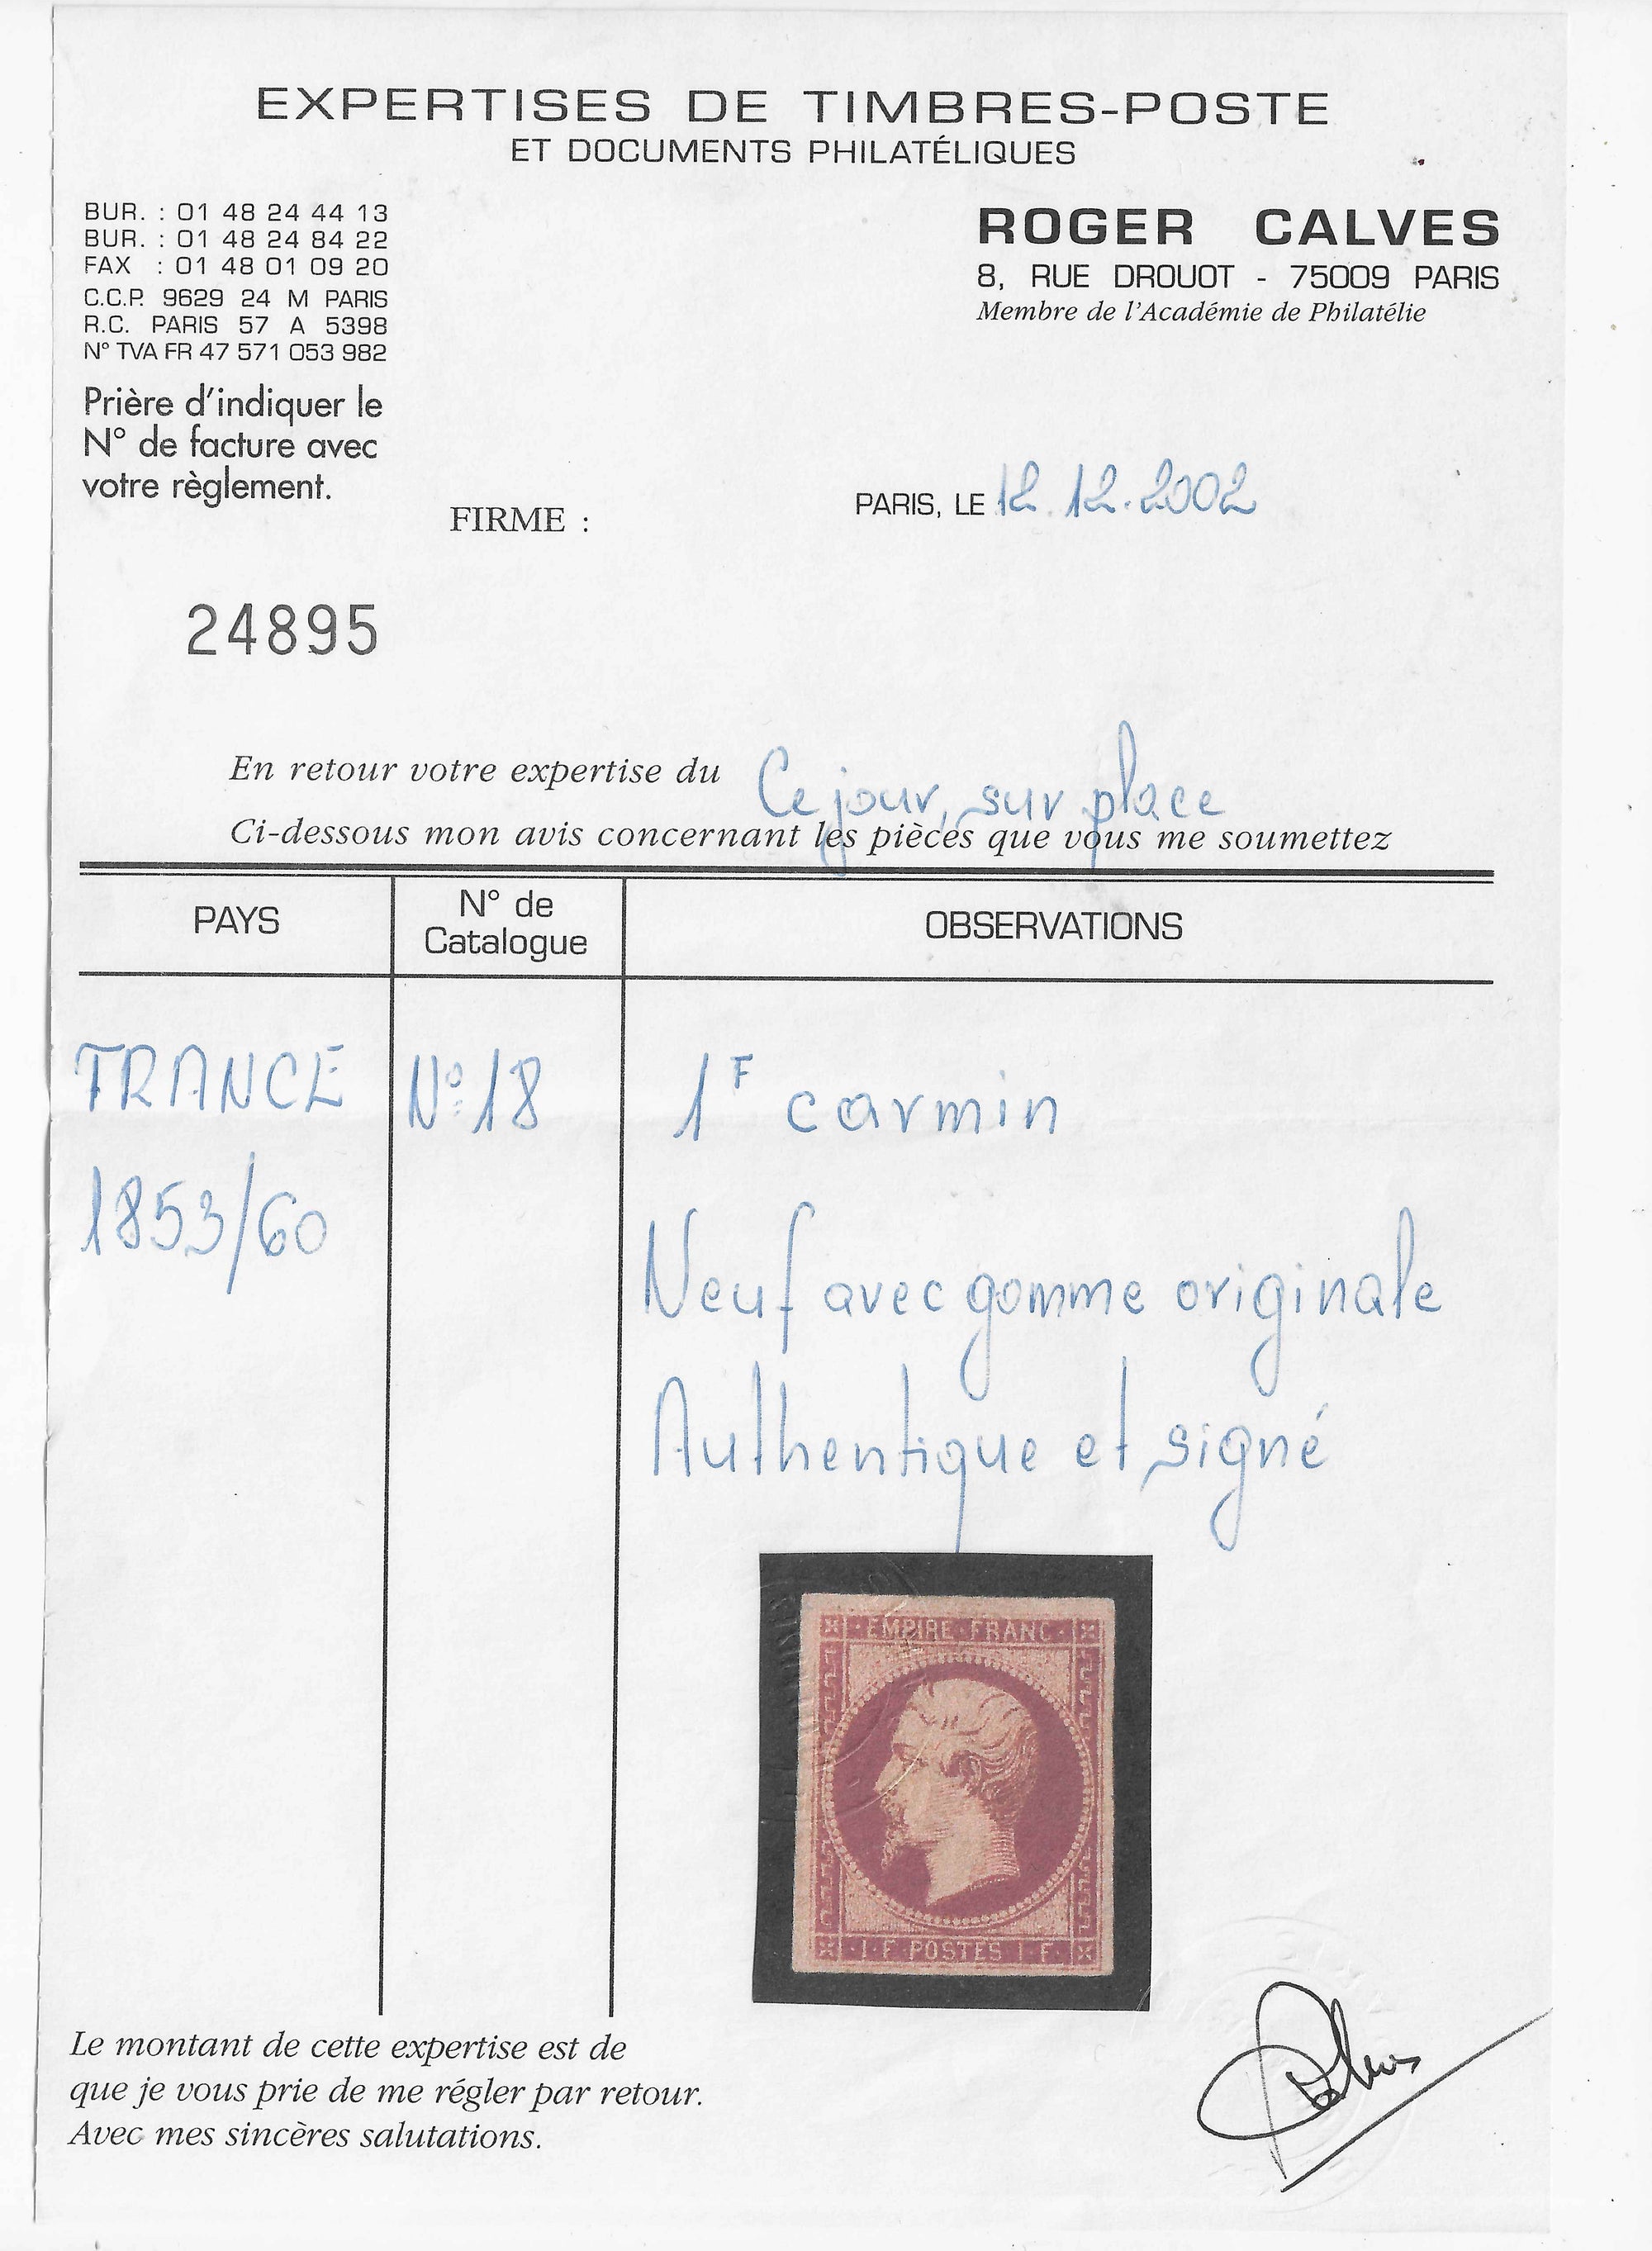 EXPERTISES DE TIMBRES-POSTE
ET DOCUMENTS PHILATÉLIQUES
BUR. : 01 48 24 44 13
BUR. : 01 48 24 84 22
FAX : 01 48 01 09 20
C.C.P. 9629 24 M PARIS
R.C. PARIS 57 A 5398
N° TVA FR 47 571 053 982
ROGER CALVES
8, RUE DROUOT - 75009 PARIS
Membre de l'Académie de Philatélie
Prière d'indiquer le
N° de facture avec
votre règlement.
FIRME :
PARIS, LE 12.12.2002
24895
En retour votre expertise du Ce jour, sur place
Ci-dessous mon avis concernant les pièces que vous me soumettez
PAYS
N° de
Catalogue
OBSERVATIONS
FRANCE N° 18 1F carmin
1853/60
Neuf avec gomme originale
Authentique et signé
EMPIRE FRANC
1 F POSTES 1 F
Le montant de cette expertise est de
que je vous prie de me régler par retour.
Avec mes sincères salutations.